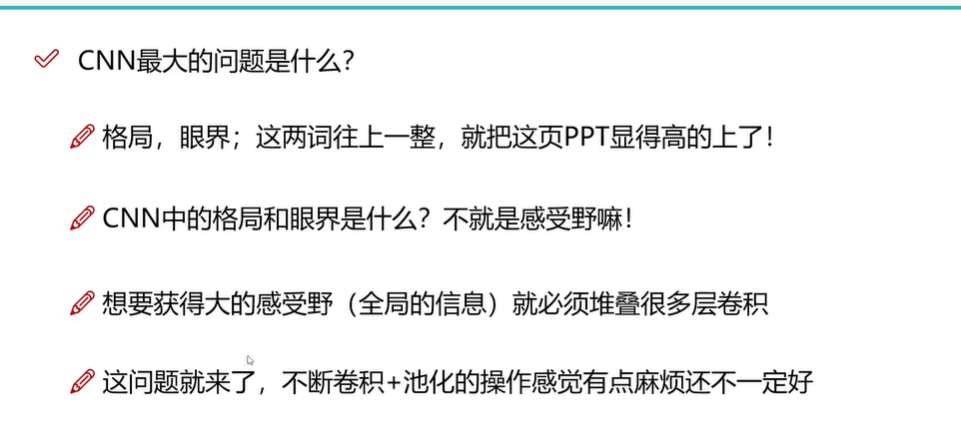 CNN最大的问题是什么？
格局，眼界；这两词往上一整，就把这页PPT显得高的上了！
CNN中的格局和眼界是什么？不就是感受野嘛！
想要获得大的感受野（全局的信息）就必须堆叠很多层卷积
这问题就来了，不断卷积+池化的操作感觉有点麻烦还不一定好